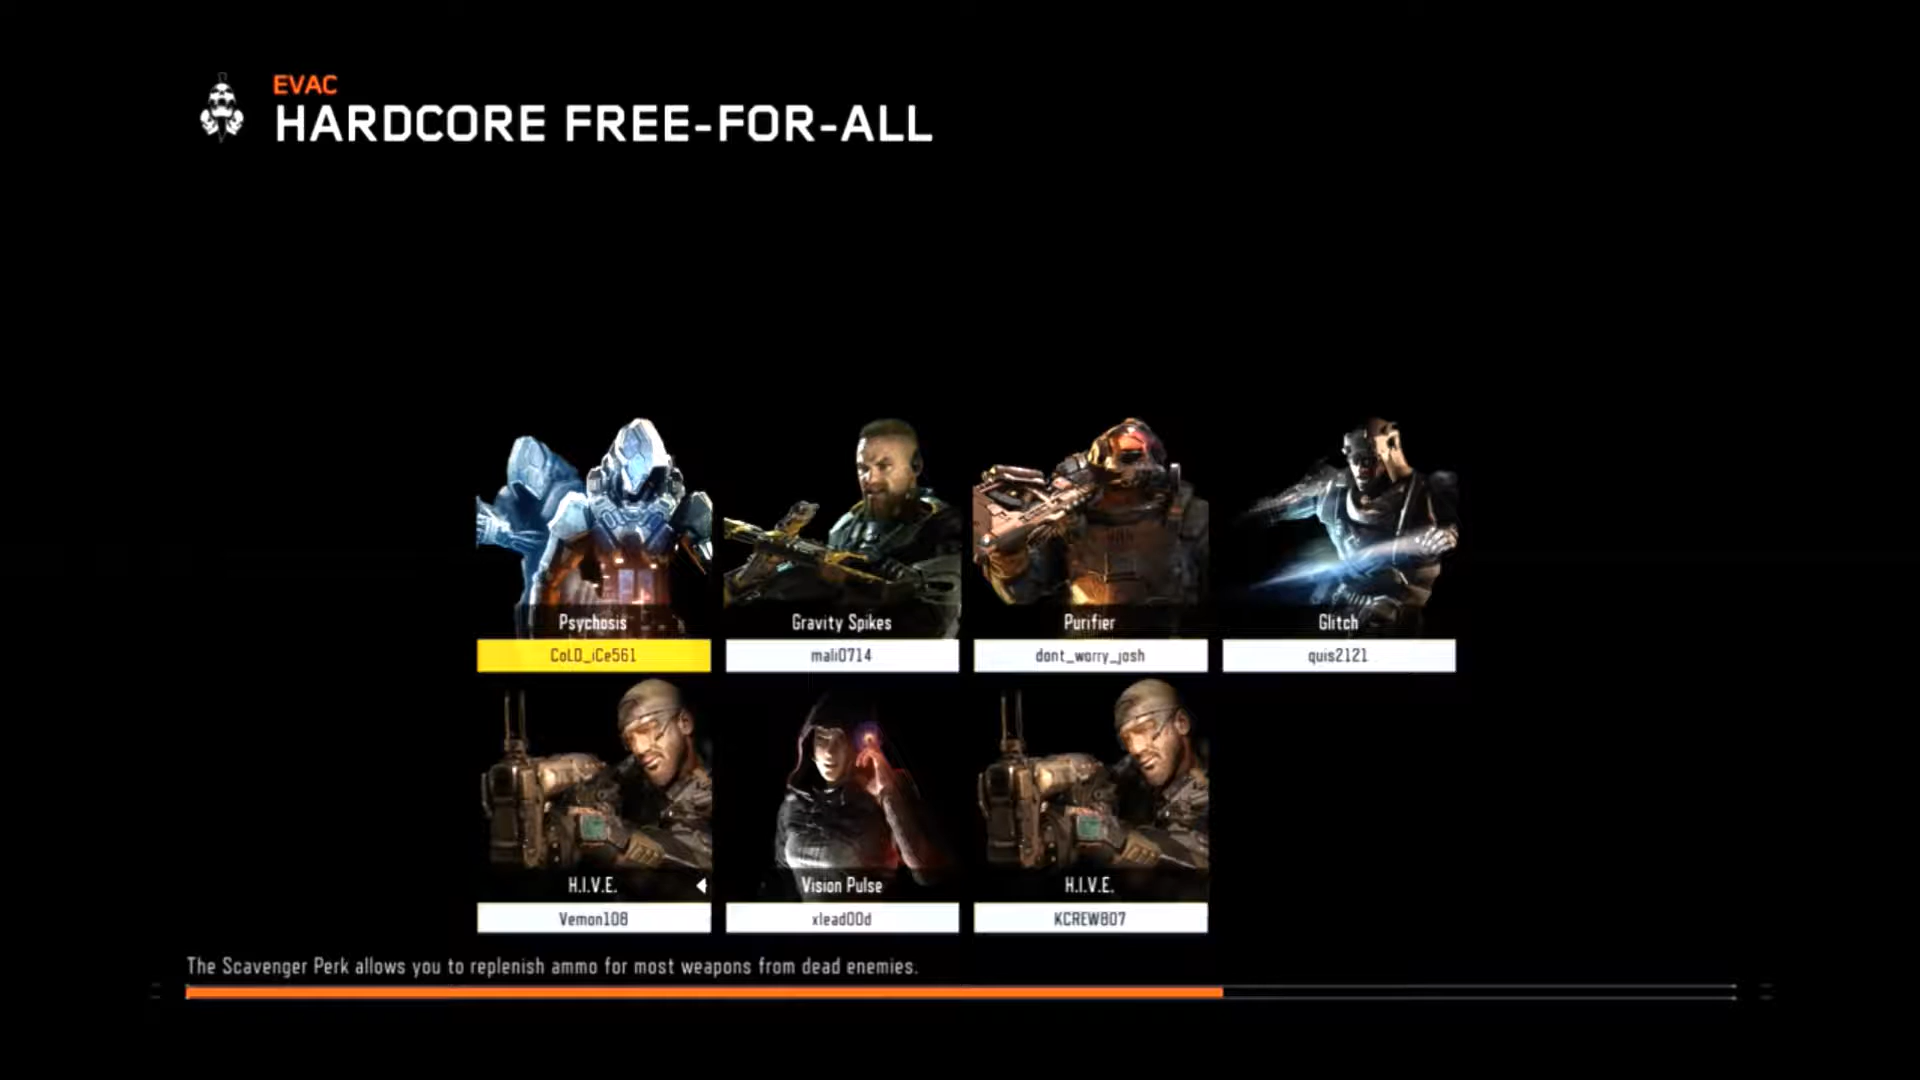 EVAC
HARDCORE FREE-FOR-ALL
Psychosis
Gravity Spikes
Purifier
Glitch
CoLD_iCe561
mali0714
dont_worry_josh
quis2121
H.I.V.E.
Vision Pulse
H.I.V.E.
Vemon108
xlead00d
KCREW807
The Scavenger Perk allows you to replenish ammo for most weapons from dead enemies.